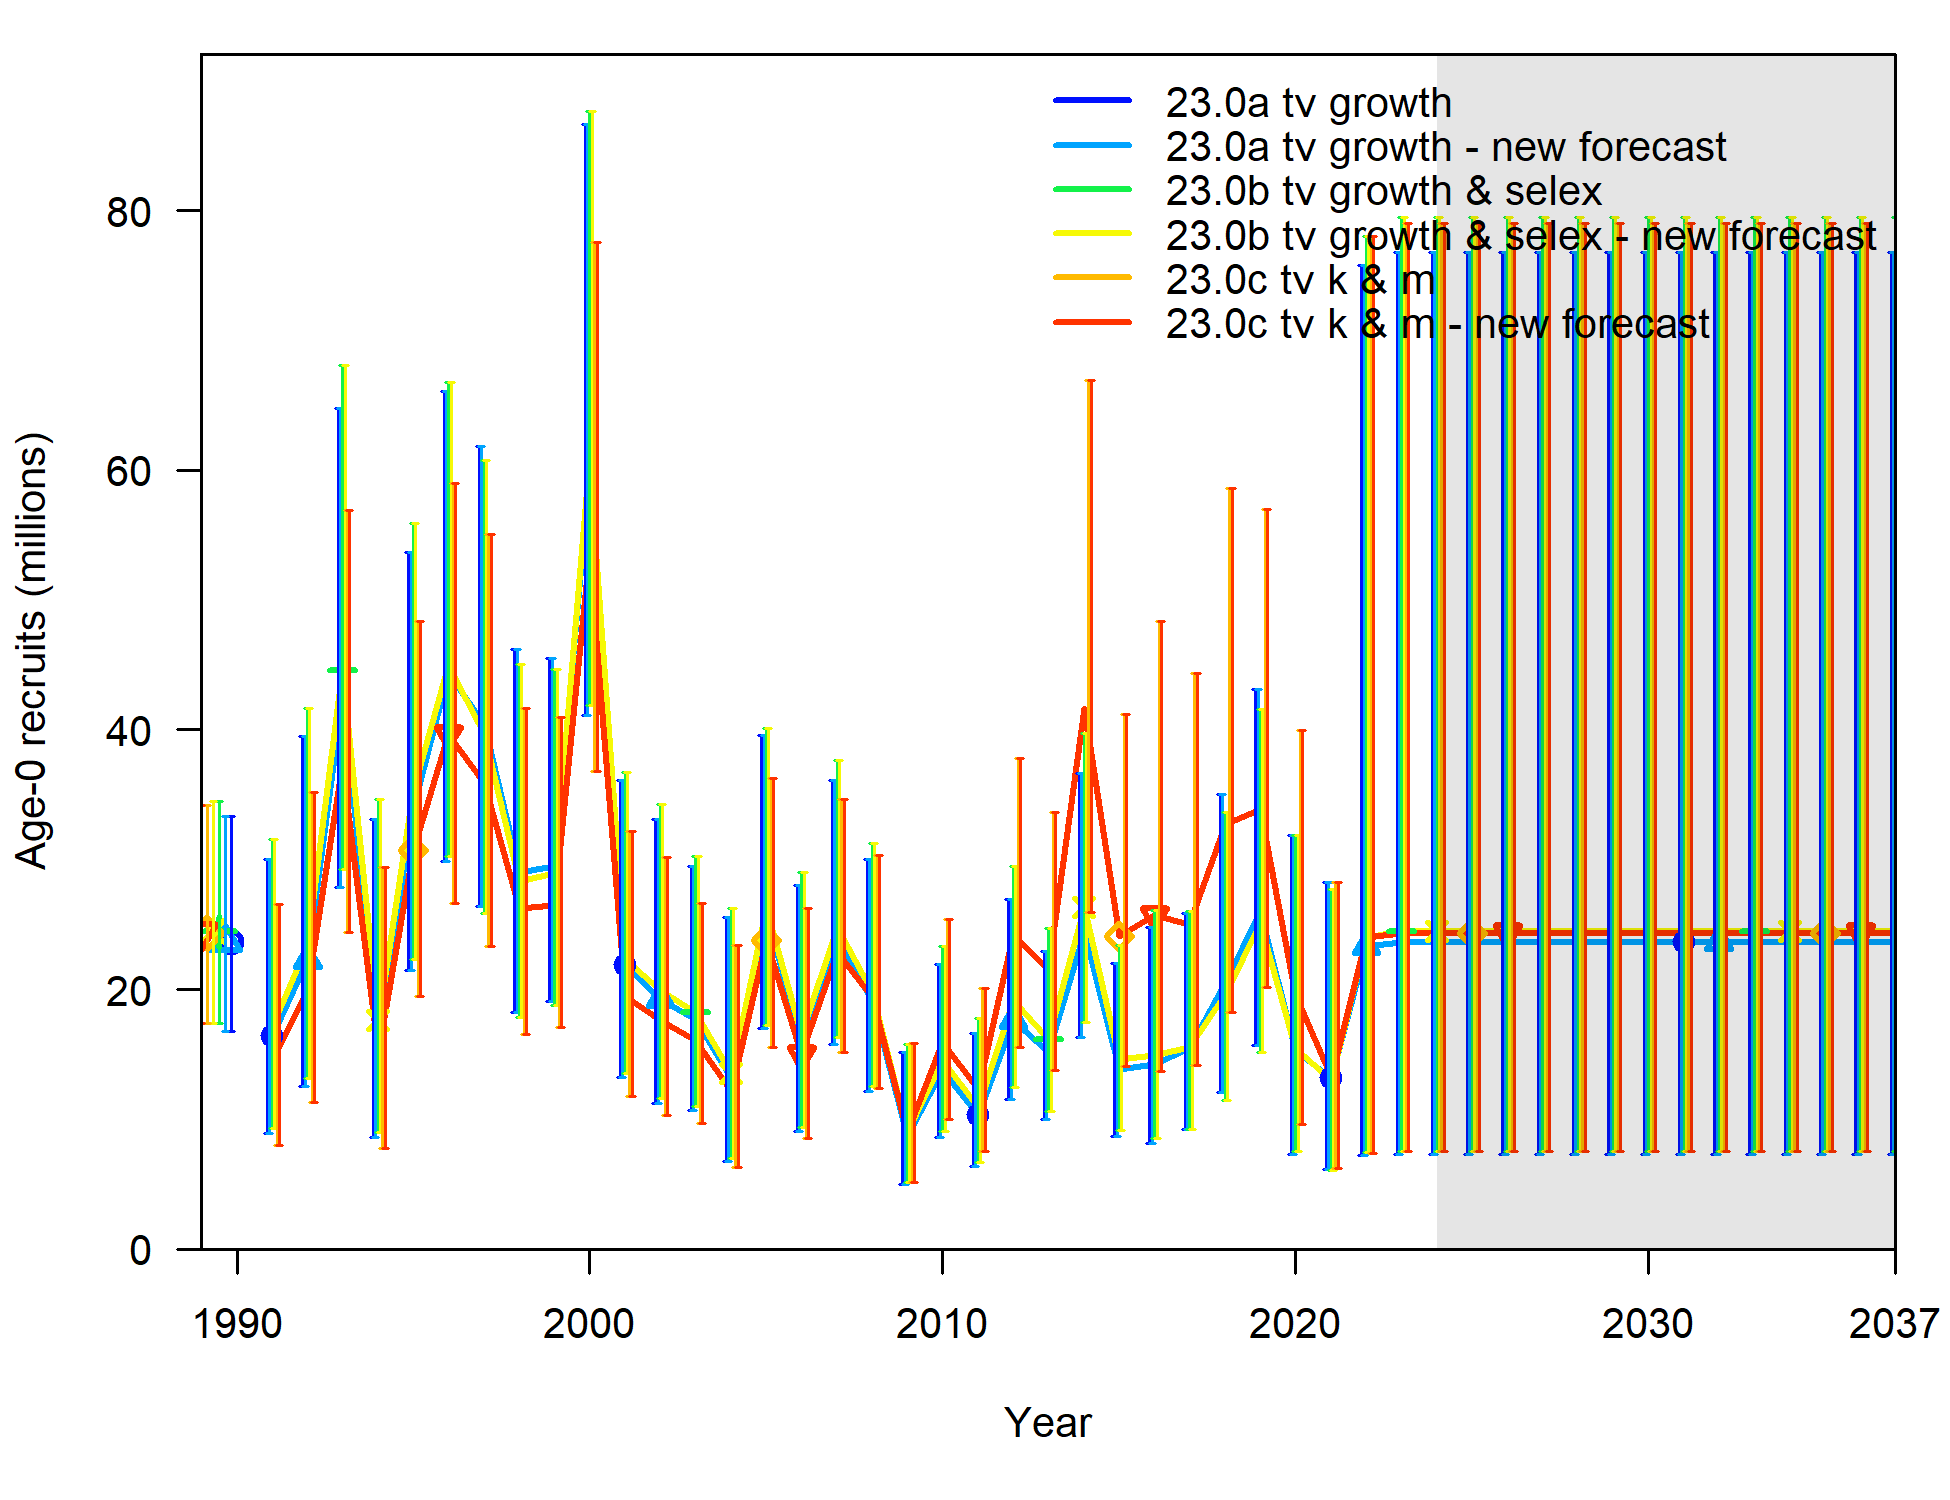 23.0a tv growth
23.0a tv growth - new forecast
23.0b tv growth & selex
23.0b tv growth & selex - new forecast
23.0c tv k & m
23.0c tv k & m - new forecast
Age-0 recruits (millions)
80
60
40
20
0
1990 2000 2010 2020 2030 2037
Year